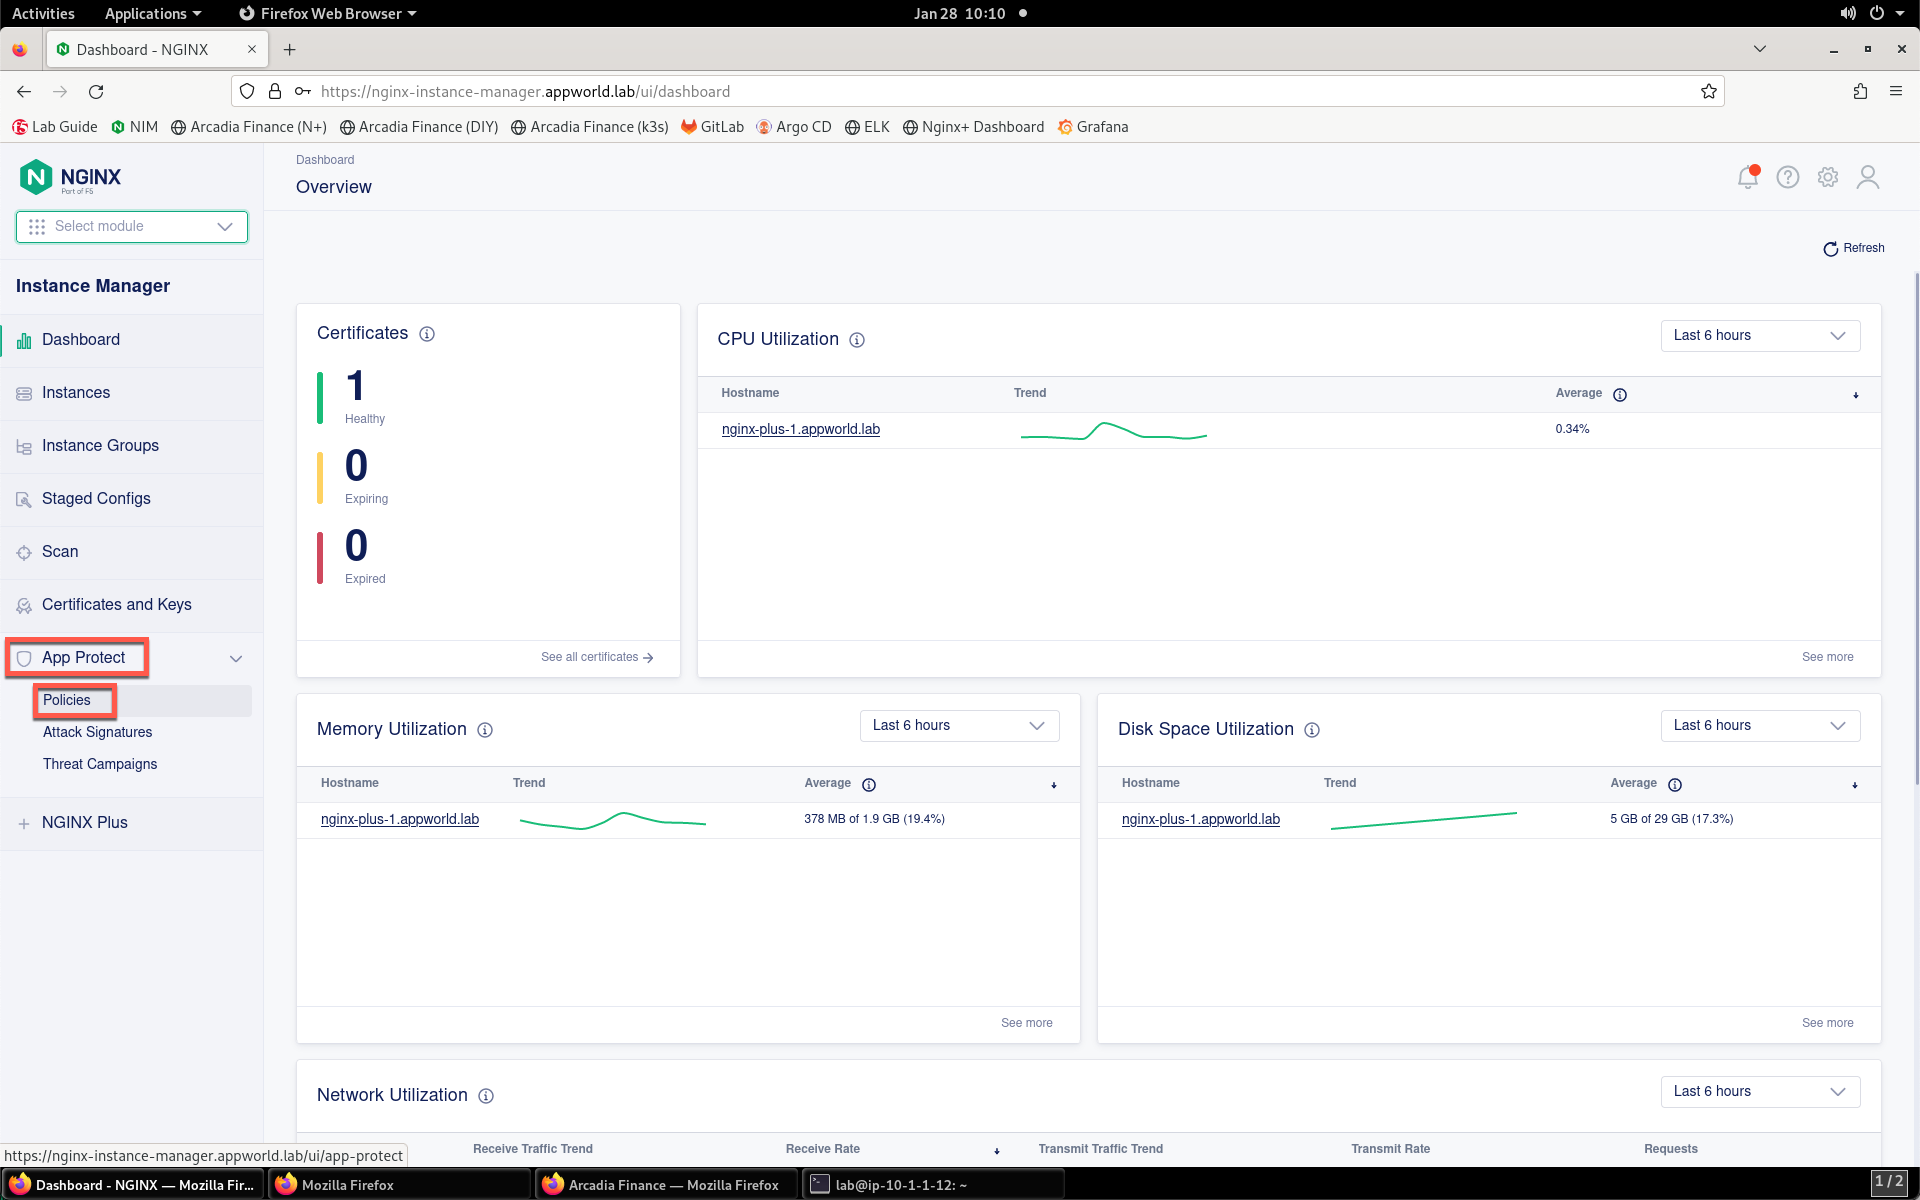 Activities Applications Firefox Web Browser Jan 28 10:10
Dashboard - NGINX
https://nginx-instance-manager.appworld.lab/ui/dashboard
Lab Guide NIM Arcadia Finance (N+) Arcadia Finance (DIY) Arcadia Finance (k3s) GitLab Argo CD ELK Nginx+ Dashboard Grafana
NGINX
Part of F5
Select module
Instance Manager
Dashboard
Instances
Instance Groups
Staged Configs
Scan
Certificates and Keys
App Protect
Policies
Attack Signatures
Threat Campaigns
NGINX Plus
Dashboard
Overview
Refresh
Certificates
1
Healthy
0
Expiring
0
Expired
See all certificates
CPU Utilization Last 6 hours
Hostname Trend Average
nginx-plus-1.appworld.lab 0.34%
See more
Memory Utilization Last 6 hours
Hostname Trend Average
nginx-plus-1.appworld.lab 378 MB of 1.9 GB (19.4%)
See more
Disk Space Utilization Last 6 hours
Hostname Trend Average
nginx-plus-1.appworld.lab 5 GB of 29 GB (17.3%)
See more
Network Utilization Last 6 hours
Receive Traffic Trend Receive Rate Transmit Traffic Trend Transmit Rate Requests
https://nginx-instance-manager.appworld.lab/ui/app-protect
Dashboard - NGINX — Mozilla Fir... Mozilla Firefox Arcadia Finance — Mozilla Firefox lab@ip-10-1-1-12: ~ 1 / 2